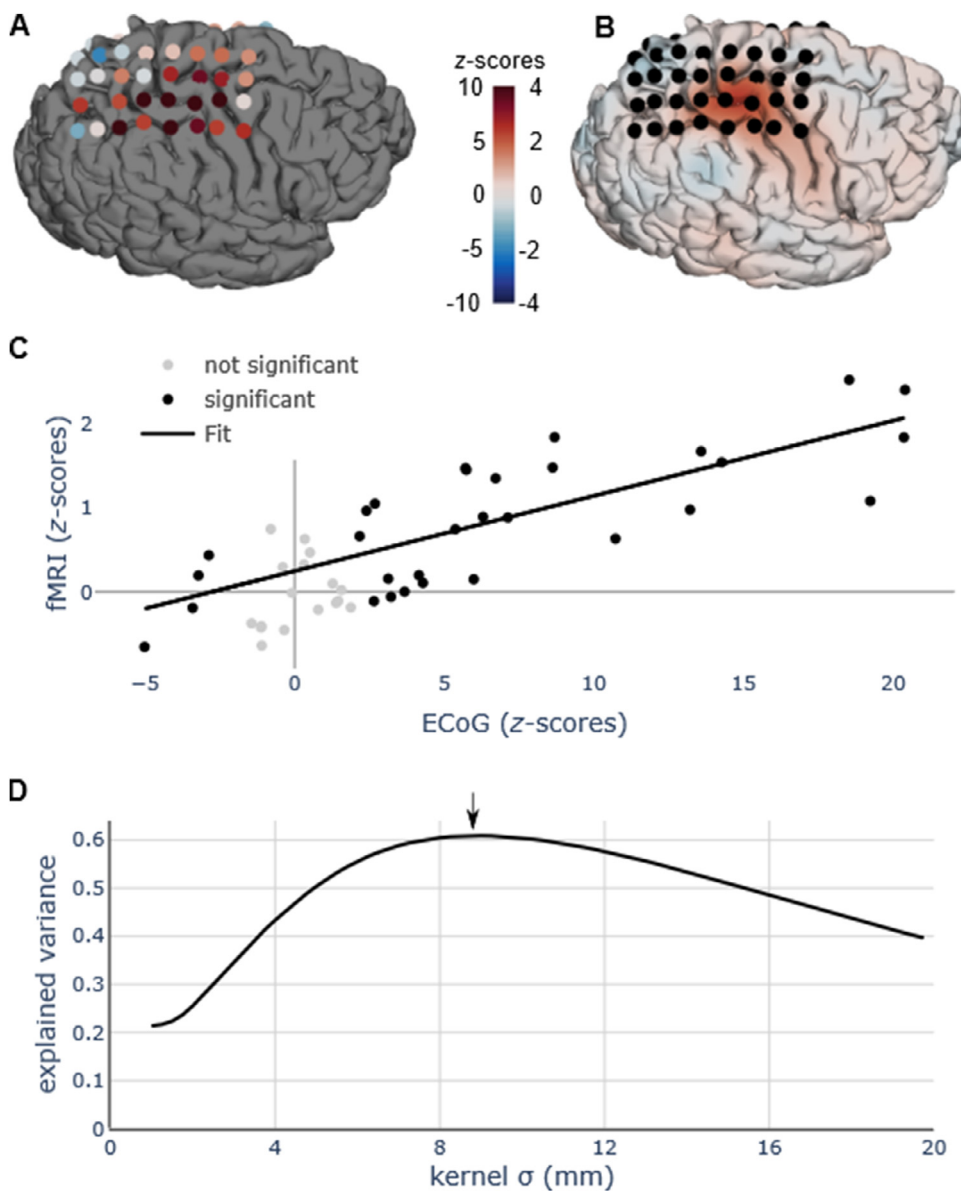 A
B
z-scores
10 4
5 2
0 0
-5 -2
-10 -4
C
not significant
significant
Fit
2
1
0
fMRI (z-scores)
−5 0 5 10 15 20
ECoG (z-scores)
D
0.6
0.5
0.4
0.3
0.2
0.1
0
explained variance
0 4 8 12 16 20
kernel σ (mm)